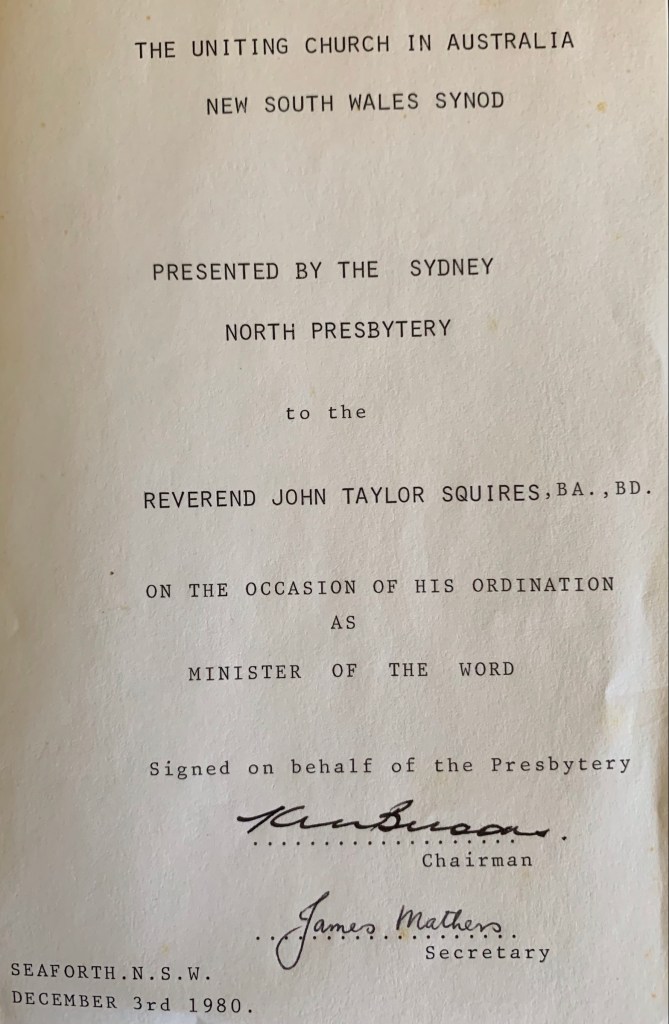 THE UNITING CHURCH IN AUSTRALIA
NEW SOUTH WALES SYNOD
PRESENTED BY THE SYDNEY
NORTH PRESBYTERY
to the
REVEREND JOHN TAYLOR SQUIRES, BA., BD.
ON THE OCCASION OF HIS ORDINATION
AS
MINISTER OF THE WORD
Signed on behalf of the Presbytery
Ken
Chairman
James Mathers
Secretary
SEAFORTH.N.S.W.
DECEMBER 3rd 1980.